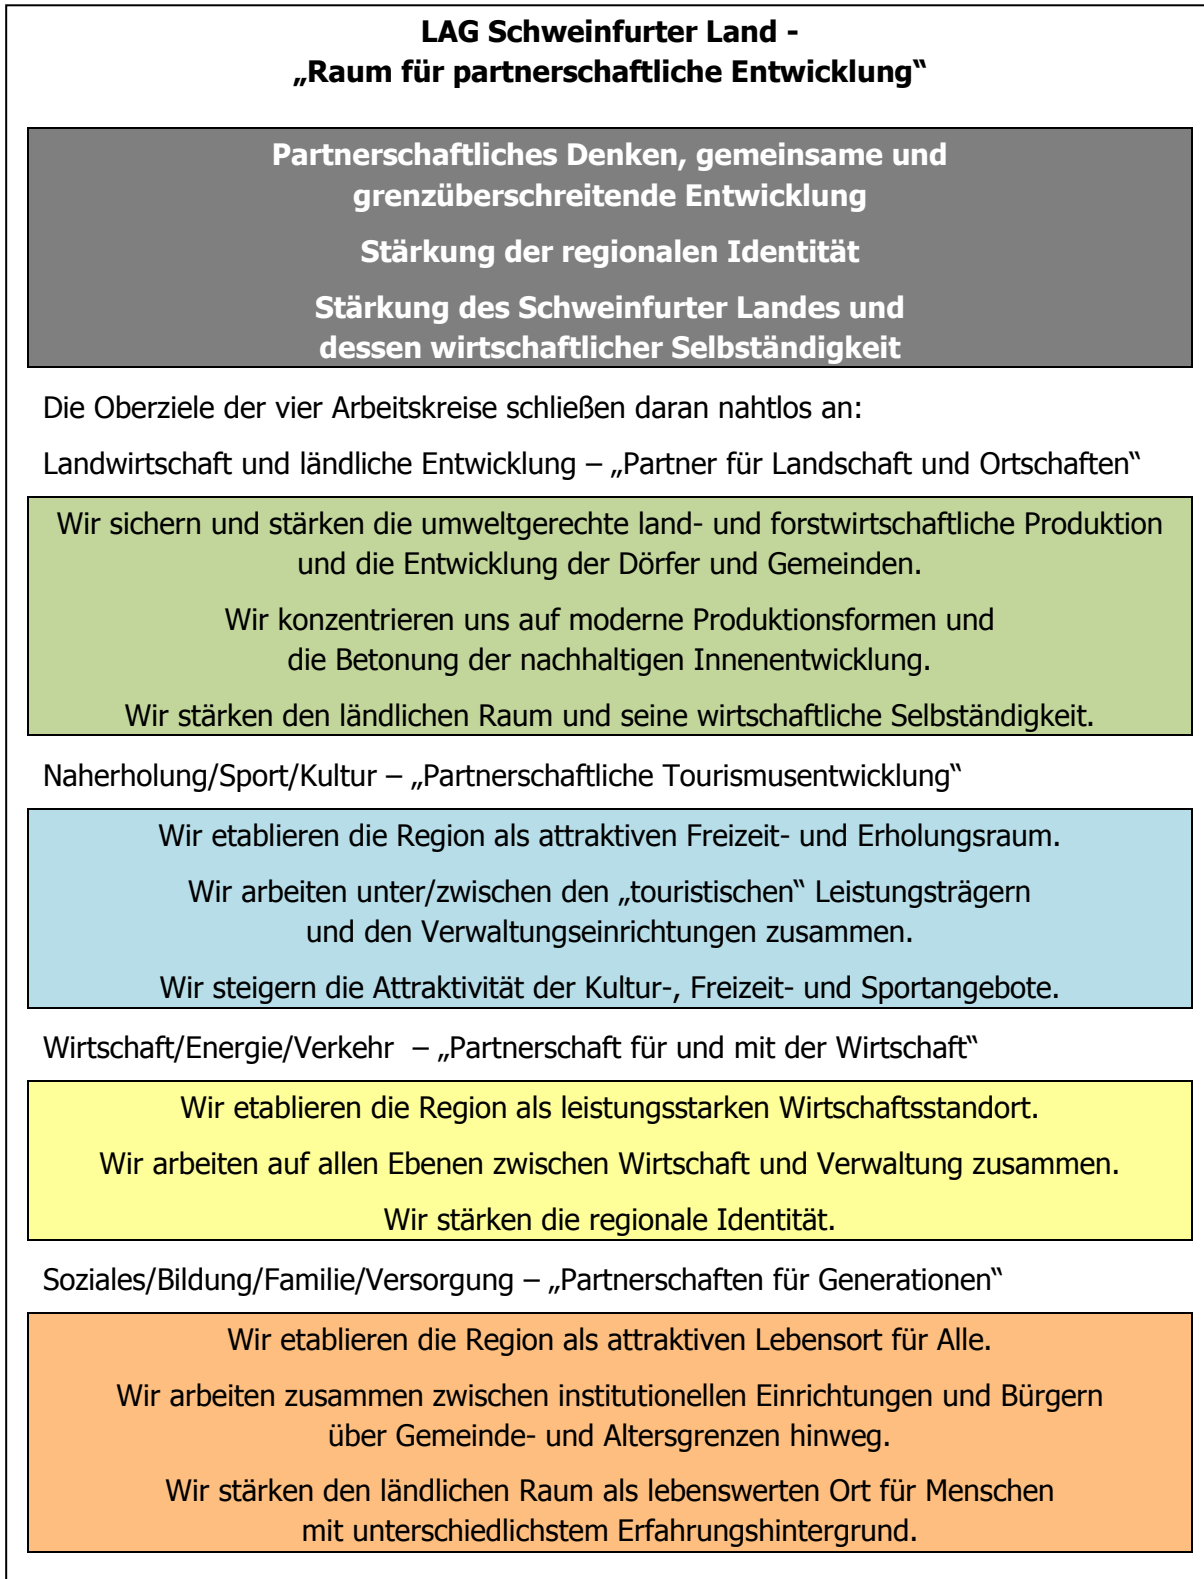 LAG Schweinfurter Land -
„Raum für partnerschaftliche Entwicklung“
Partnerschaftliches Denken, gemeinsame und
grenzüberschreitende Entwicklung
Stärkung der regionalen Identität
Stärkung des Schweinfurter Landes und
dessen wirtschaftlicher Selbständigkeit
Die Oberziele der vier Arbeitskreise schließen daran nahtlos an:
Landwirtschaft und ländliche Entwicklung – „Partner für Landschaft und Ortschaften“
Wir sichern und stärken die umweltgerechte land- und forstwirtschaftliche Produktion
und die Entwicklung der Dörfer und Gemeinden.
Wir konzentrieren uns auf moderne Produktionsformen und
die Betonung der nachhaltigen Innenentwicklung.
Wir stärken den ländlichen Raum und seine wirtschaftliche Selbständigkeit.
Naherholung/Sport/Kultur – „Partnerschaftliche Tourismusentwicklung“
Wir etablieren die Region als attraktiven Freizeit- und Erholungsraum.
Wir arbeiten unter/zwischen den „touristischen“ Leistungsträgern
und den Verwaltungseinrichtungen zusammen.
Wir steigern die Attraktivität der Kultur-, Freizeit- und Sportangebote.
Wirtschaft/Energie/Verkehr – „Partnerschaft für und mit der Wirtschaft“
Wir etablieren die Region als leistungsstarken Wirtschaftsstandort.
Wir arbeiten auf allen Ebenen zwischen Wirtschaft und Verwaltung zusammen.
Wir stärken die regionale Identität.
Soziales/Bildung/Familie/Versorgung – „Partnerschaften für Generationen“
Wir etablieren die Region als attraktiven Lebensort für Alle.
Wir arbeiten zusammen zwischen institutionellen Einrichtungen und Bürgern
über Gemeinde- und Altersgrenzen hinweg.
Wir stärken den ländlichen Raum als lebenswerten Ort für Menschen
mit unterschiedlichstem Erfahrungshintergrund.